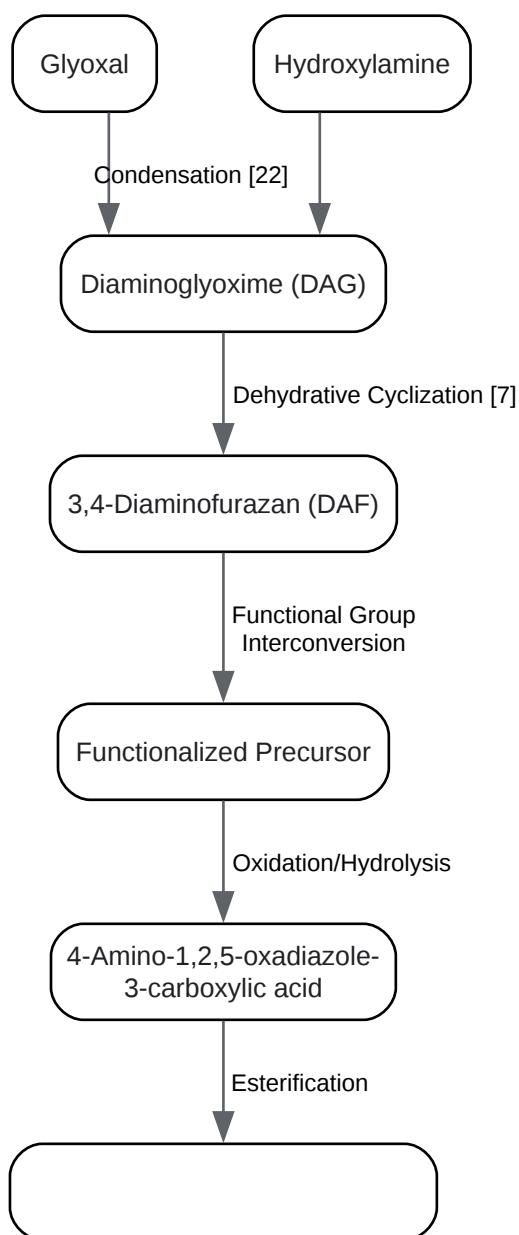 Glyoxal
Hydroxylamine
Condensation [22]
Diaminoglyoxime (DAG)
Dehydrative Cyclization [7]
3,4-Diaminofurazan (DAF)
Functional Group
Interconversion
Functionalized Precursor
Oxidation/Hydrolysis
4-Amino-1,2,5-oxadiazole-
3-carboxylic acid
Esterification